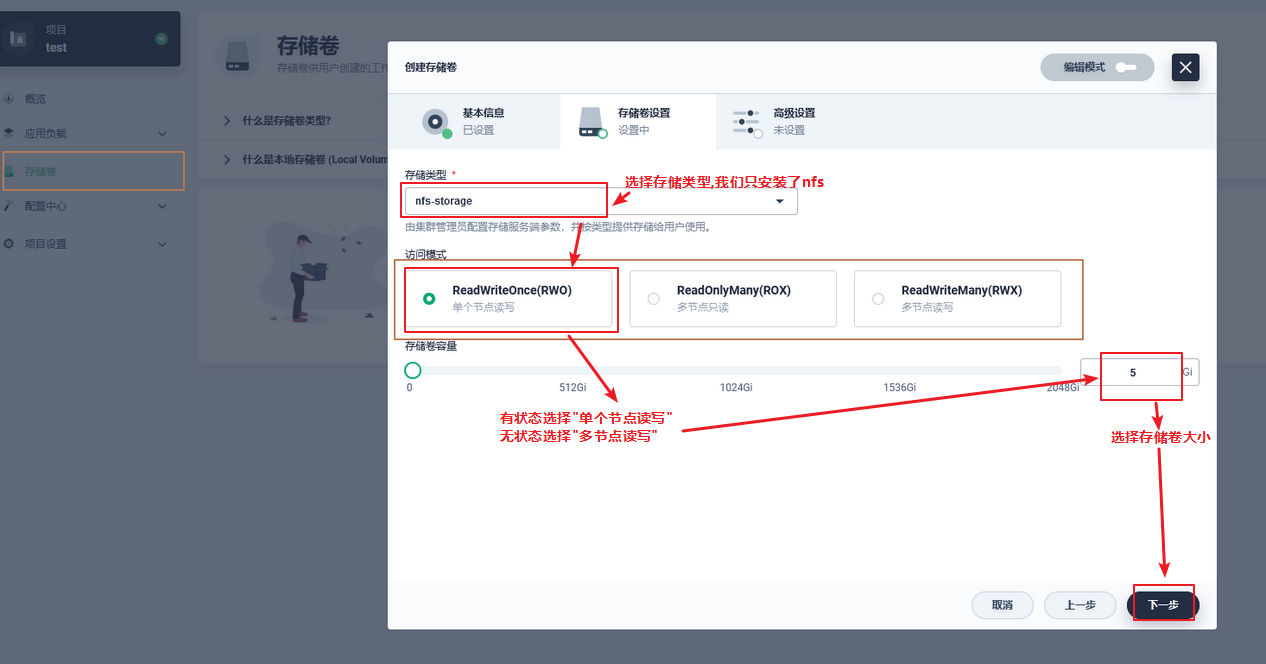 项目
test
概览
应用负载
存储卷
配置中心
项目设置
存储卷
存储卷供用户创建的工作
什么是存储卷类型?
什么是本地存储卷 (Local Volum
创建存储卷
编辑模式
基本信息
已设置
存储卷设置
设置中
高级设置
未设置
存储类型 *
选择存储类型,我们只安装了nfs
nfs-storage
由集群管理员配置存储服务端参数，并按类型提供存储给用户使用。
访问模式
ReadWriteOnce(RWO)
单个节点读写
ReadOnlyMany(ROX)
多节点只读
ReadWriteMany(RWX)
多节点读写
存储卷容量
0
512Gi
1024Gi
1536Gi
2048Gi
5
Gi
有状态选择"单个节点读写"
无状态选择"多节点读写"
选择存储卷大小
取消
上一步
下一步